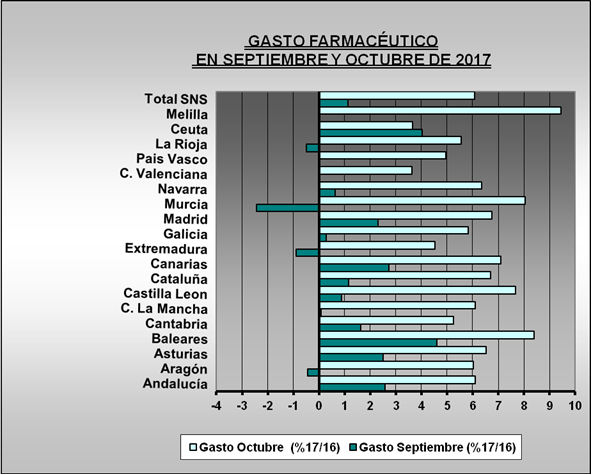 GASTO FARMACÉUTICO
EN SEPTIEMBRE Y OCTUBRE DE 2017
Total SNS
Melilla
Ceuta
La Rioja
Pais Vasco
C. Valenciana
Navarra
Murcia
Madrid
Galicia
Extremadura
Canarias
Cataluña
Castilla Leon
C. La Mancha
Cantabria
Baleares
Asturias
Aragón
Andalucía
-4 -3 -2 -1 0 1 2 3 4 5 6 7 8 9 10
Gasto Octubre (%17/16) Gasto Septiembre (%17/16)